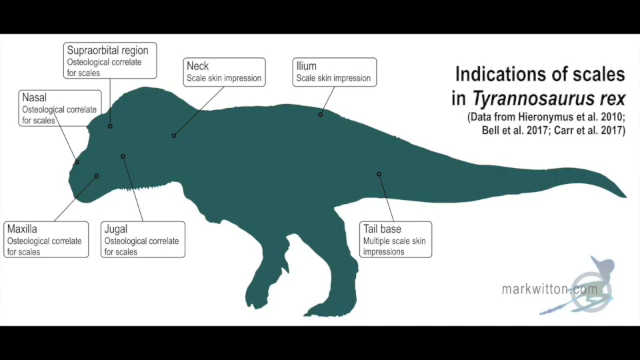 Supraorbital region
Osteological correlate
for scales
Neck
Scale skin impression
Ilium
Scale skin impression
Indications of scales
in Tyrannosaurus rex
(Data from Hieronymus et al. 2010;
Bell et al. 2017; Carr et al. 2017)
Nasal
Osteological correlate
for scales
Maxilla
Osteological correlate
for scales
Jugal
Osteological correlate
for scales
Tail base
Multiple scale skin
impressions
markwitton.com